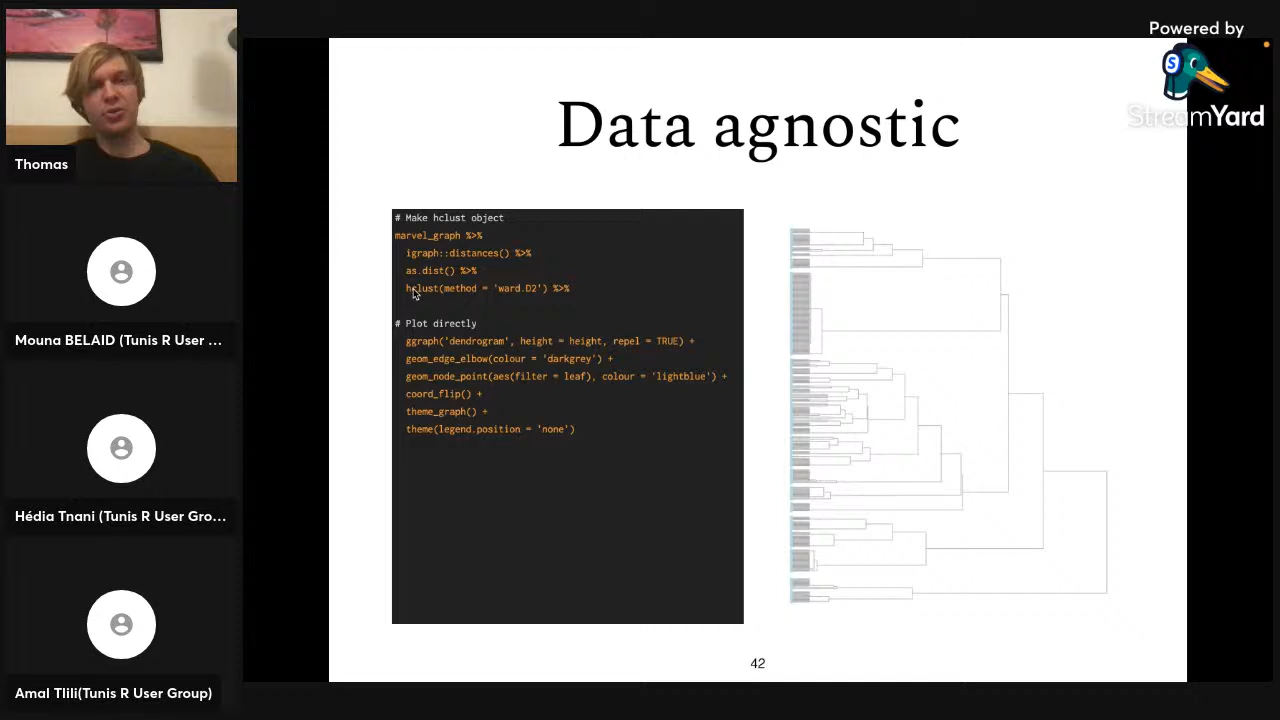 Powered by
StreamYard
Thomas
Mouna BELAID (Tunis R User ...
Hédia Tnani (Tunis R User Gro...
Amal Tlili(Tunis R User Group)
Data agnostic
# Make hclust object
marvel_graph %>%
igraph::distances() %>%
as.dist() %>%
hclust(method = 'ward.D2') %>%
# Plot directly
ggraph('dendrogram', height = height, repel = TRUE) +
geom_edge_elbow(colour = 'darkgrey') +
geom_node_point(aes(filter = leaf), colour = 'lightblue') +
coord_flip() +
theme_graph() +
theme(legend.position = 'none')
42